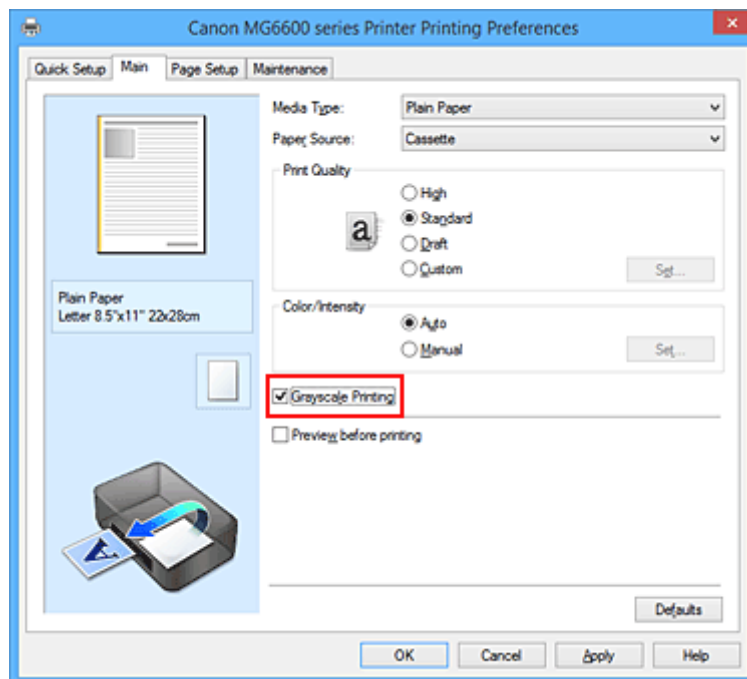 Canon MG6600 series Printer Printing Preferences
Quick Setup Main Page Setup Maintenance
Media Type: Plain Paper
Paper Source: Cassette
Print Quality
High
a Standard
Draft
Custom Set...
Plain Paper
Letter 8.5"x11" 22x28cm
Color/Intensity
Auto
Manual Set...
Grayscale Printing
Preview before printing
A
Defaults
OK Cancel Apply Help